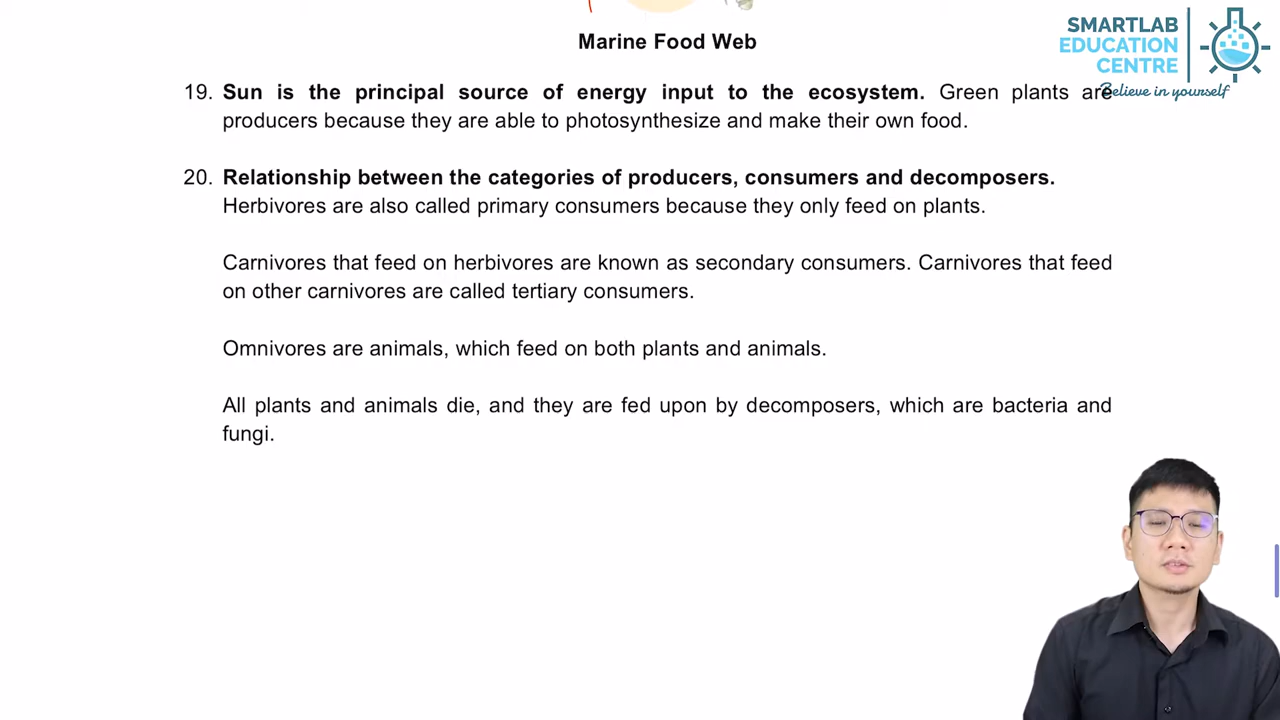 SMARTLAB
EDUCATION
CENTRE
Believe in yourself
Marine Food Web
19. Sun is the principal source of energy input to the ecosystem. Green plants are
producers because they are able to photosynthesize and make their own food.
20. Relationship between the categories of producers, consumers and decomposers.
Herbivores are also called primary consumers because they only feed on plants.
Carnivores that feed on herbivores are known as secondary consumers. Carnivores that feed
on other carnivores are called tertiary consumers.
Omnivores are animals, which feed on both plants and animals.
All plants and animals die, and they are fed upon by decomposers, which are bacteria and
fungi.